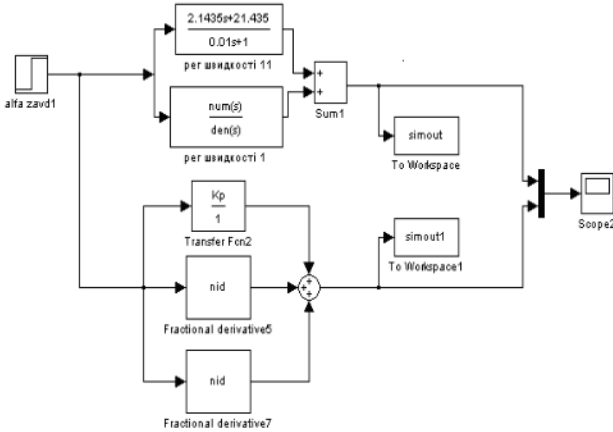 2.1435s+21.435
0.01s+1
рег швидкості 11
alfa zavd1
num(s)
den(s)
рег швидкості 1
+
+
Sum1
simout
To Workspace
Kp
1
Transfer Fcn2
simout1
To Workspace1
Scope2
nid
+
+
+
Fractional derivative5
nid
Fractional derivative7